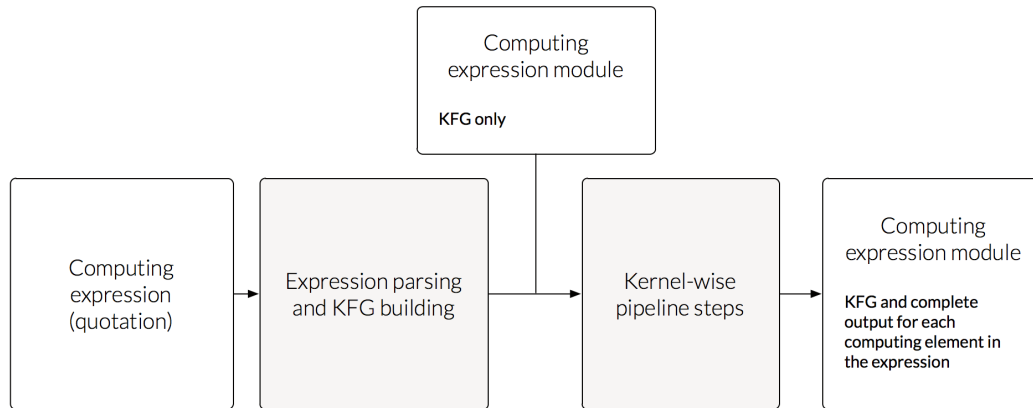 Computing
expression module
KFG only
Computing
expression
(quotation)
Expression parsing
and KFG building
Kernel-wise
pipeline steps
Computing
expression module
KFG and complete
output for each
computing element in
the expression